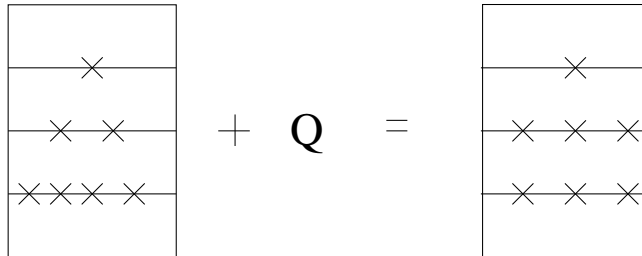 + Q =